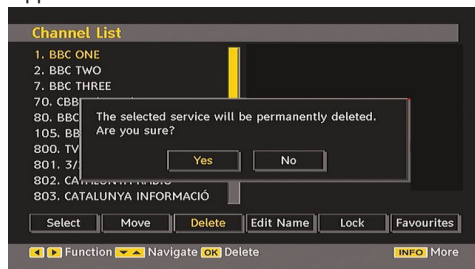 Channel List
1. BBC ONE
2. BBC TWO
7. BBC THREE
70. CBB
80. BBC
105. BB
800. TV
801. 3/
802. CATALUNYA RÀDIO
803. CATALUNYA INFORMACIÓ
The selected service will be permanently deleted.
Are you sure?
Yes No
Select Move Delete Edit Name Lock Favourites
Function Navigate OK Delete INFO More